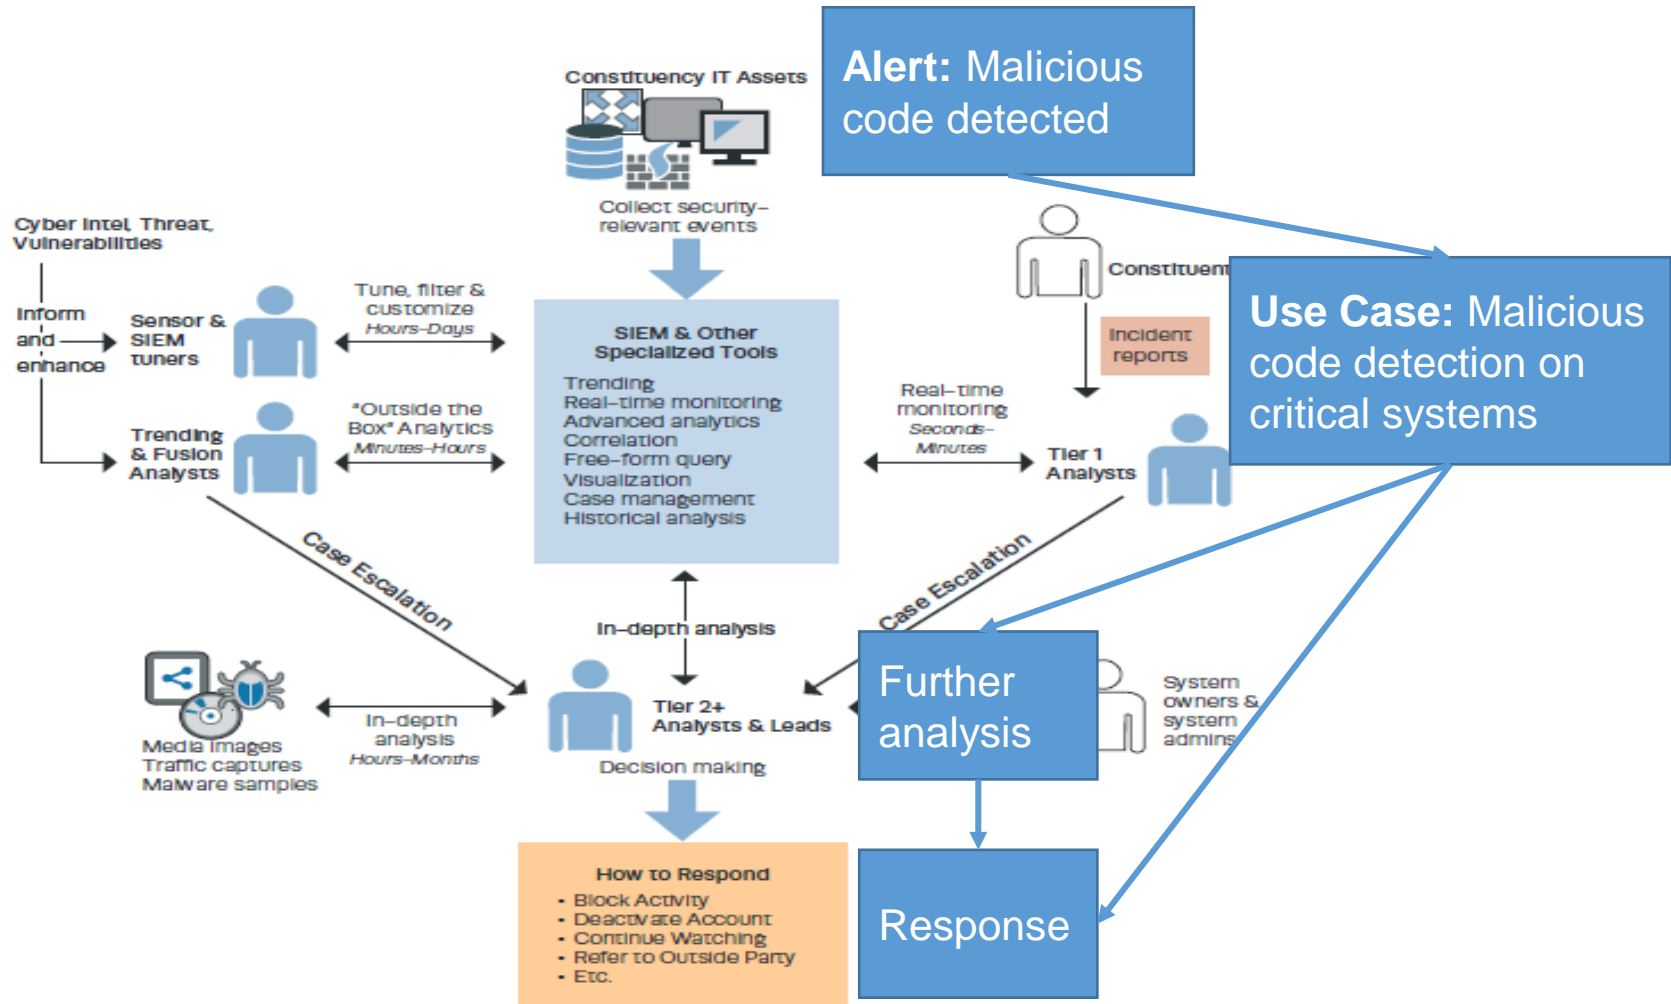 Constituency IT Assets
Collect security-
relevant events
Alert: Malicious
code detected
Cyber Intel, Threat,
Vulnerabilities
Inform
and
enhance
Sensor &
SIEM
tuners
Tune, filter &
customize
Hours-Days
Trending
& Fusion
Analysts
"Outside the
Box" Analytics
Minutes-Hours
SIEM & Other
Specialized Tools
Trending
Real-time monitoring
Advanced analytics
Correlation
Free-form query
Visualization
Case management
Historical analysis
Constituent
Incident
reports
Real-time
monitoring
Seconds-
Minutes
Tier 1
Analysts
Use Case: Malicious
code detection on
critical systems
Case Escalation
Case Escalation
In-depth analysis
Media images
Traffic captures
Malware samples
In-depth
analysis
Hours-Months
Tier 2+
Analysts & Leads
Decision making
Further
analysis
System
owners &
system
admins
How to Respond
• Block Activity
• Deactivate Account
• Continue Watching
• Refer to Outside Party
• Etc.
Response